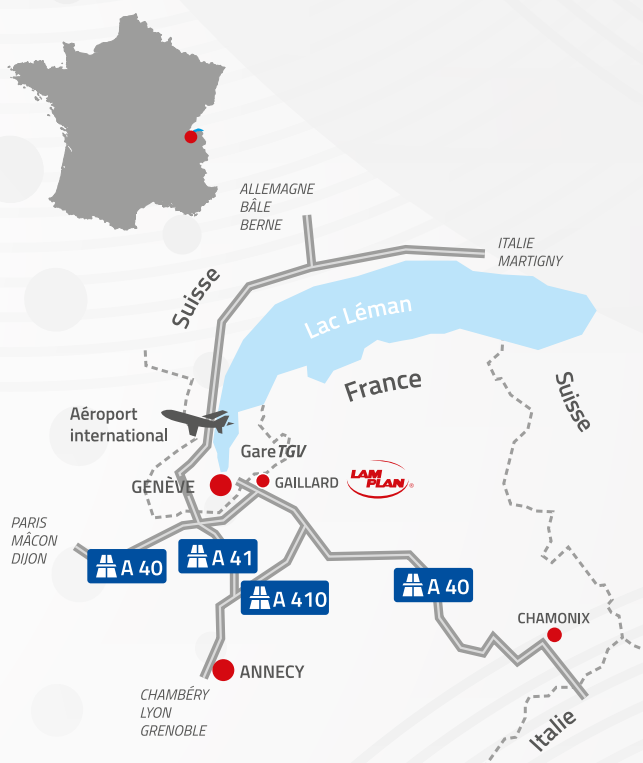 ALLEMAGNE
BÂLE
BERNE
ITALIE
MARTIGNY
Suisse
Lac Léman
France
Suisse
Aéroport
international
Gare TGV
GENÈVE
GAILLARD
LAM
PLAN®
PARIS
MÂCON
DIJON
A 40
A 41
A 410
A 40
CHAMONIX
ANNECY
CHAMBÉRY
LYON
GRENOBLE
Italie